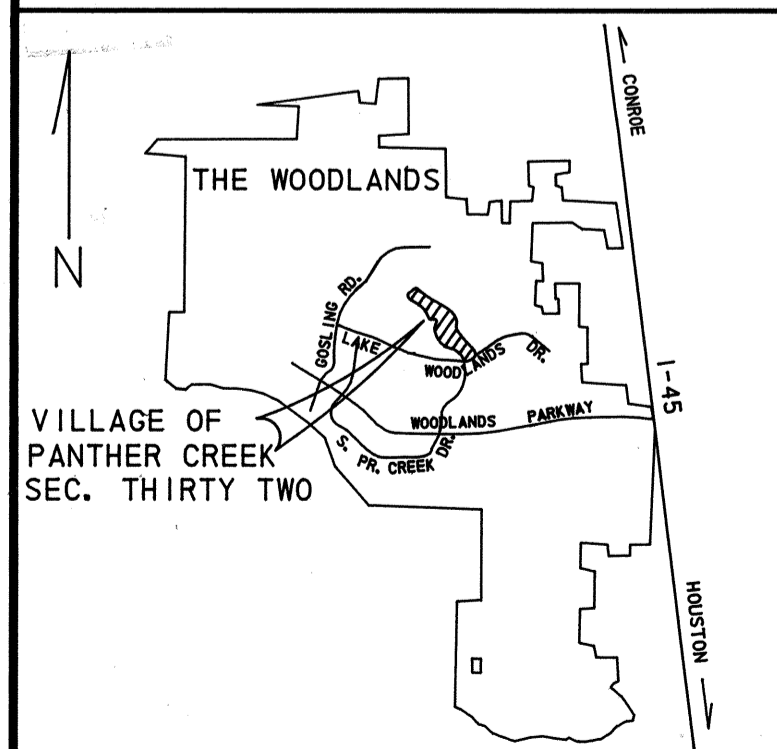 CONROE
THE WOODLANDS
N
GOSLING RD.
LAKE
WOODLANDS
DR.
I-45
VILLAGE OF
PANTHER CREEK
SEC. THIRTY TWO
WOODLANDS PARKWAY
S. PR. CREEK DR.
HOUSTON